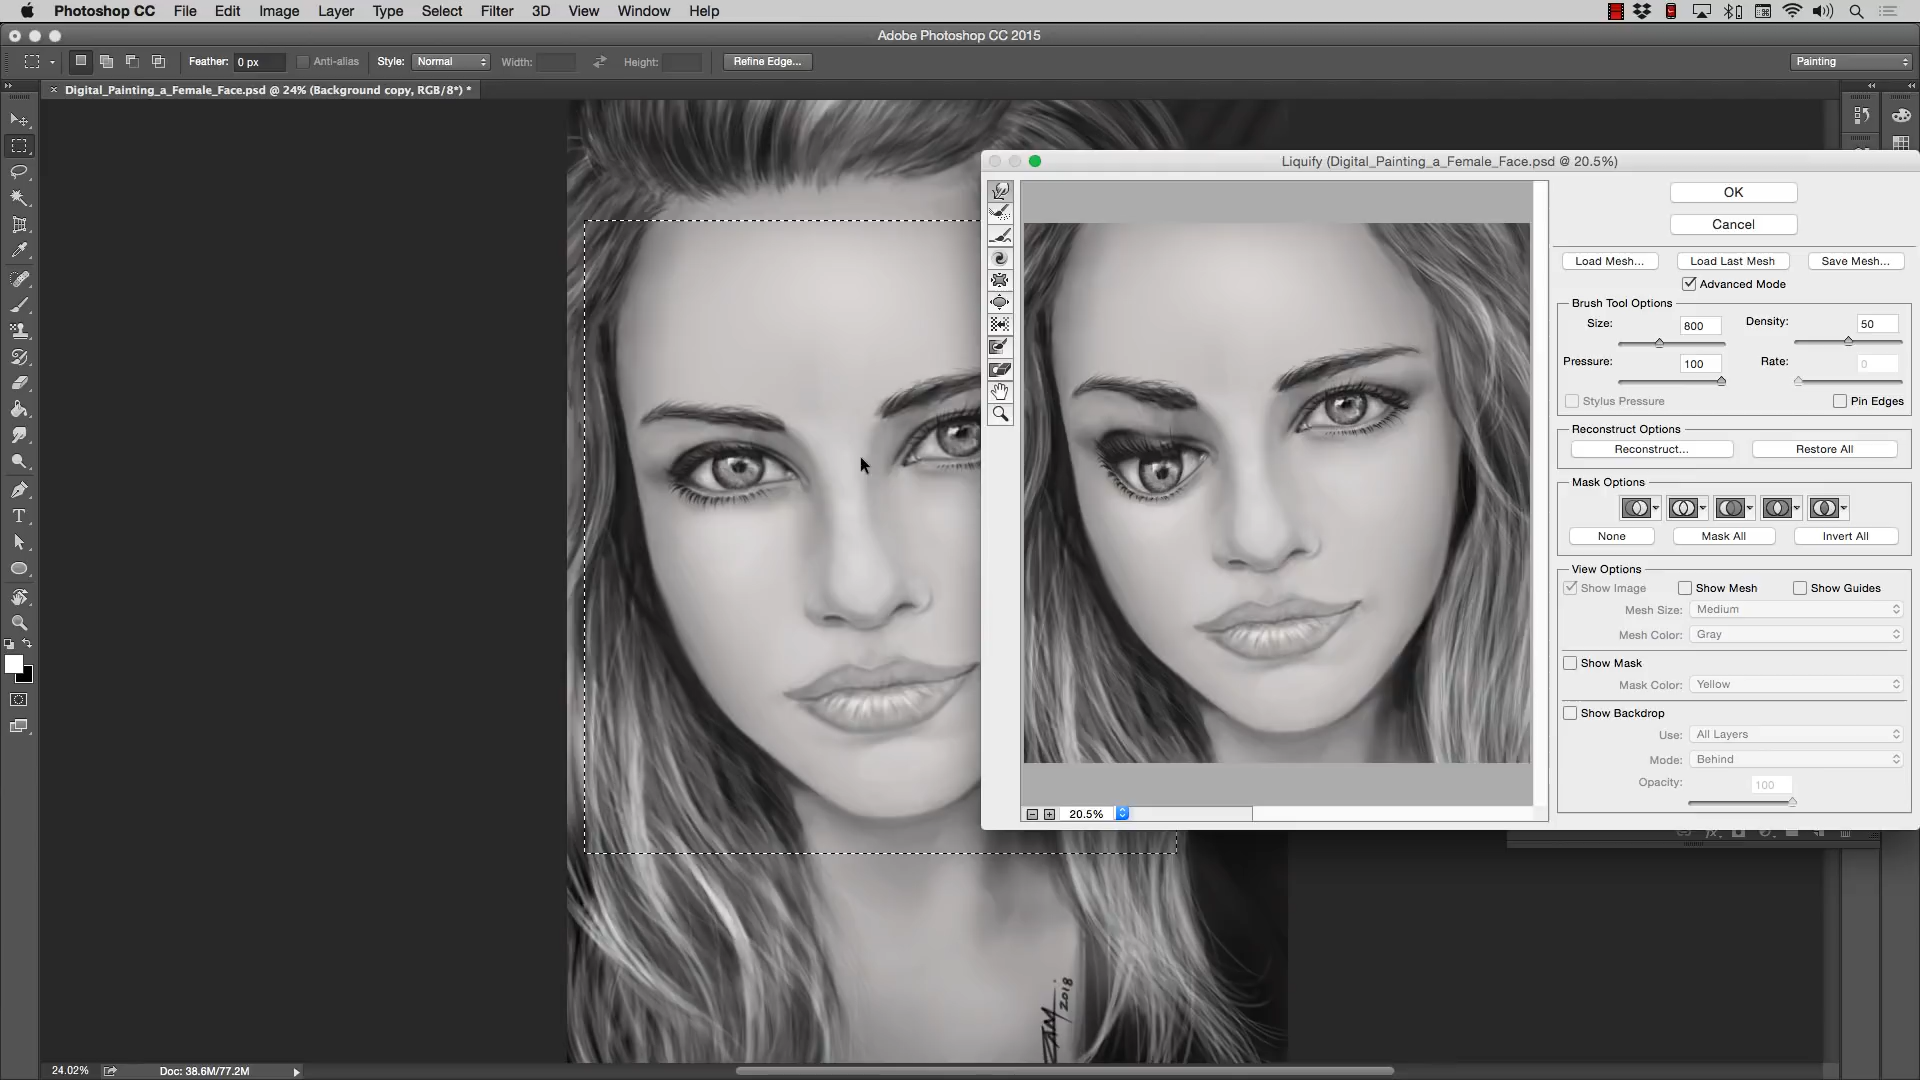 Photoshop CC File Edit Image Layer Type Select Filter 3D View Window Help
Adobe Photoshop CC 2015
Feather: 0 px Anti-alias Style: Normal Width: Height: Refine Edge... Painting
Digital_Painting_a_Female_Face.psd @ 24% (Background copy, RGB/8*) *
Liquify (Digital_Painting_a_Female_Face.psd @ 20.5%)
OK
Cancel
Load Mesh... Load Last Mesh Save Mesh...
Advanced Mode
Brush Tool Options
Size: 800 Density: 50
Pressure: 100 Rate: 0
Stylus Pressure Pin Edges
Reconstruct Options
Reconstruct... Restore All
Mask Options
None Mask All Invert All
View Options
Show Image Show Mesh Show Guides
Mesh Size: Medium
Mesh Color: Gray
Show Mask
Mask Color: Yellow
Show Backdrop
Use: All Layers
Mode: Behind
Opacity: 100
20.5%
2018
24.02% Doc: 38.6M/77.2M